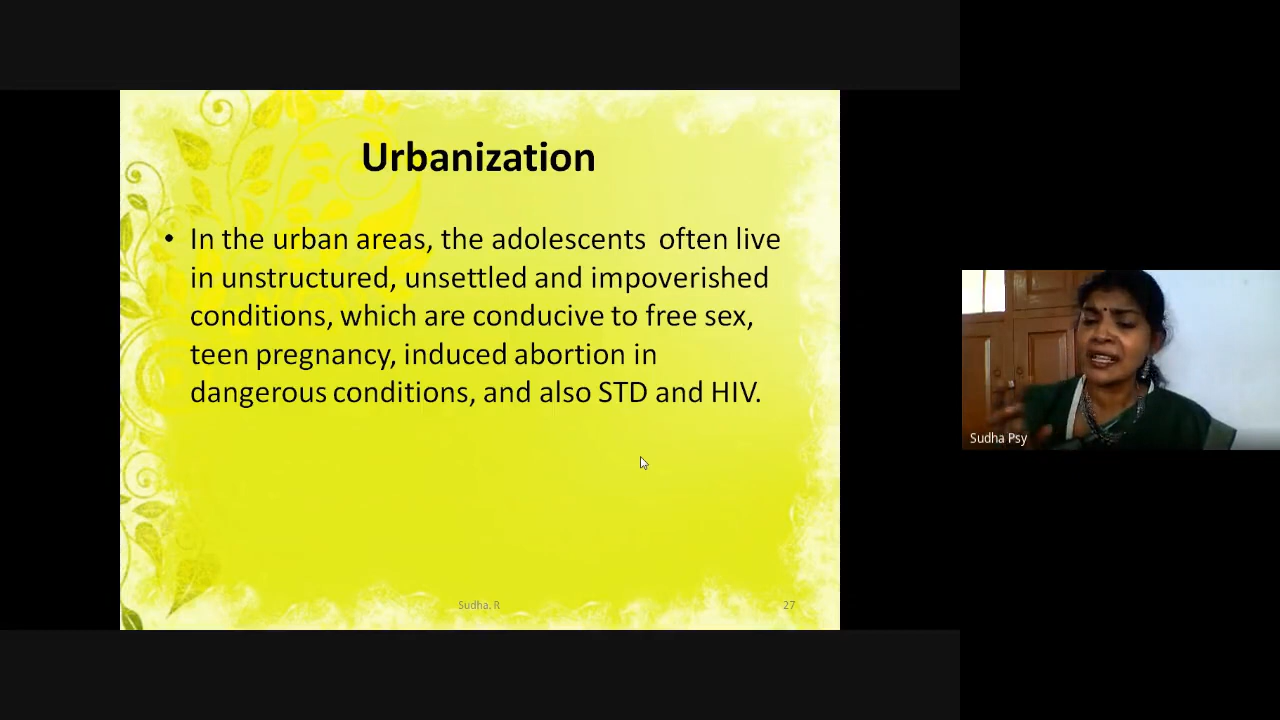 Urbanization
• In the urban areas, the adolescents often live
in unstructured, unsettled and impoverished
conditions, which are conducive to free sex,
teen pregnancy, induced abortion in
dangerous conditions, and also STD and HIV.
Sudha. R
27
Sudha Psy